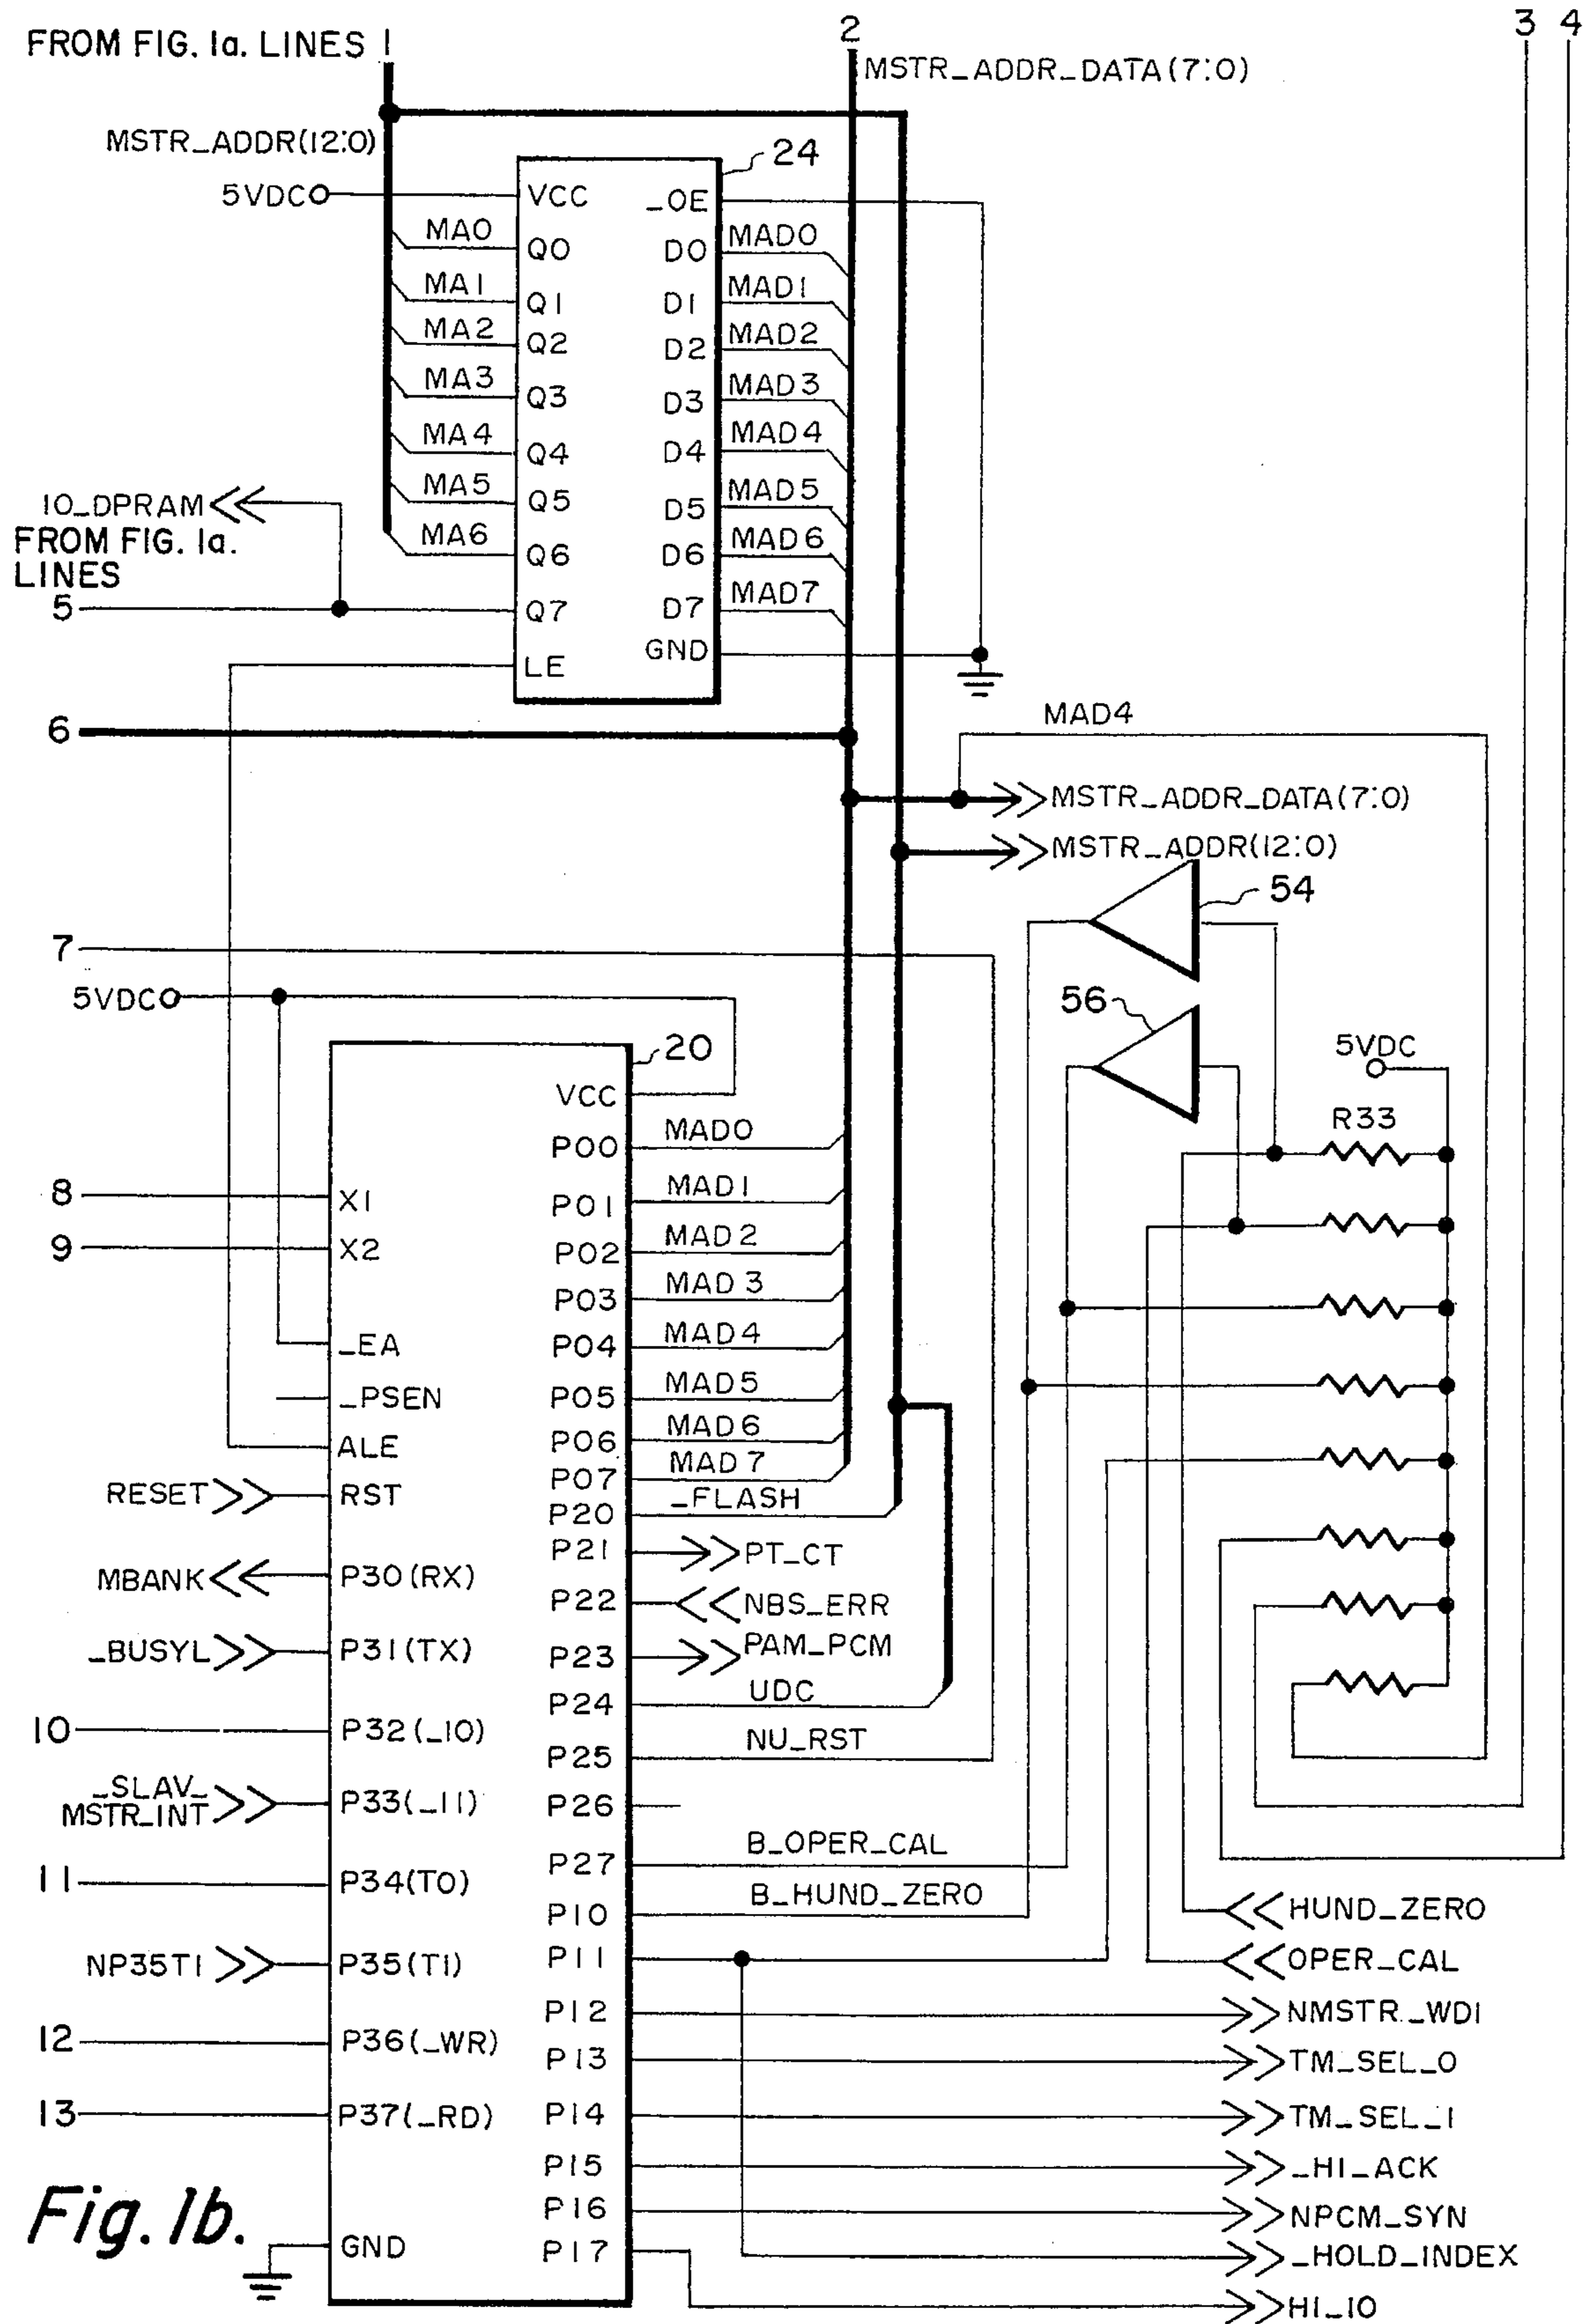 FROM FIG. 1a. LINES 1
2
3 4
MSTR_ADDR_DATA(7:0)
MSTR_ADDR(12:0)
24
5VDC
VCC
_OE
MA0
Q0
D0
MAD0
MA1
Q1
D1
MAD1
MA2
Q2
D2
MAD2
MA3
Q3
D3
MAD3
MA4
Q4
D4
MAD4
MA5
Q5
D5
MAD5
IO_DPRAM
FROM FIG. 1a.
LINES
MA6
Q6
D6
MAD6
5
Q7
D7
MAD7
GND
LE
6
MAD4
MSTR_ADDR_DATA(7:0)
MSTR_ADDR(12:0)
54
7
5VDC
56
20
5VDC
VCC
R33
P00
MAD0
8
X1
P01
MAD1
9
X2
P02
MAD2
P03
MAD3
_EA
P04
MAD4
_PSEN
P05
MAD5
ALE
P06
MAD6
P07
MAD7
RESET
RST
P20
_FLASH
P21
PT_CT
MBANK
P30(RX)
P22
NBS_ERR
_BUSYL
P31(TX)
P23
PAM_PCM
P24
UDC
10
P32(_I0)
P25
NU_RST
_SLAV_
MSTR_INT
P33(_I1)
P26
P27
B_OPER_CAL
11
P34(T0)
P10
B_HUND_ZERO
HUND_ZERO
NP35T1
P35(T1)
P11
OPER_CAL
P12
NMSTR_WDI
12
P36(_WR)
P13
TM_SEL_0
13
P37(_RD)
P14
TM_SEL_1
P15
_HI_ACK
P16
NPCM_SYN
GND
P17
_HOLD_INDEX
HI_IO
Fig. 1b.